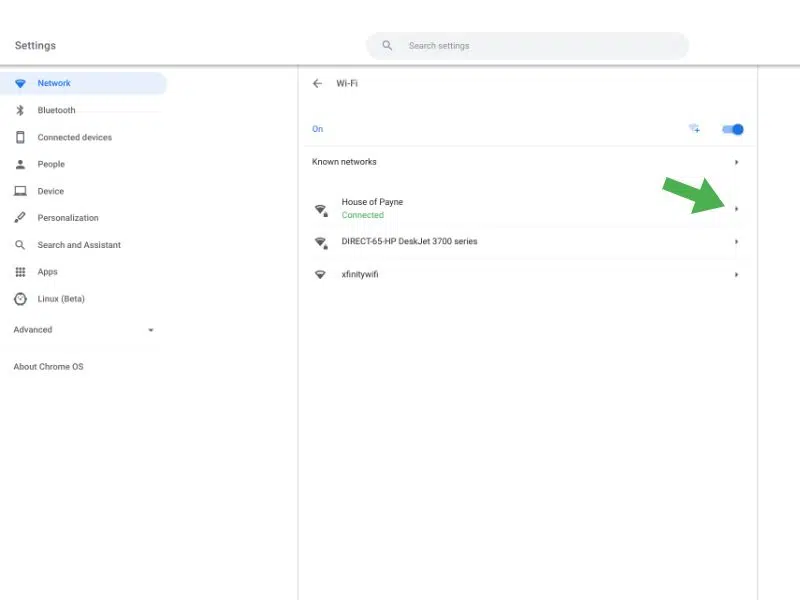 Settings
Search settings
Network
Bluetooth
Connected devices
People
Device
Personalization
Search and Assistant
Apps
Linux (Beta)
Advanced
About Chrome OS
Wi-Fi
On
Known networks
House of Payne
Connected
DIRECT-65-HP DeskJet 3700 series
xfinitywifi